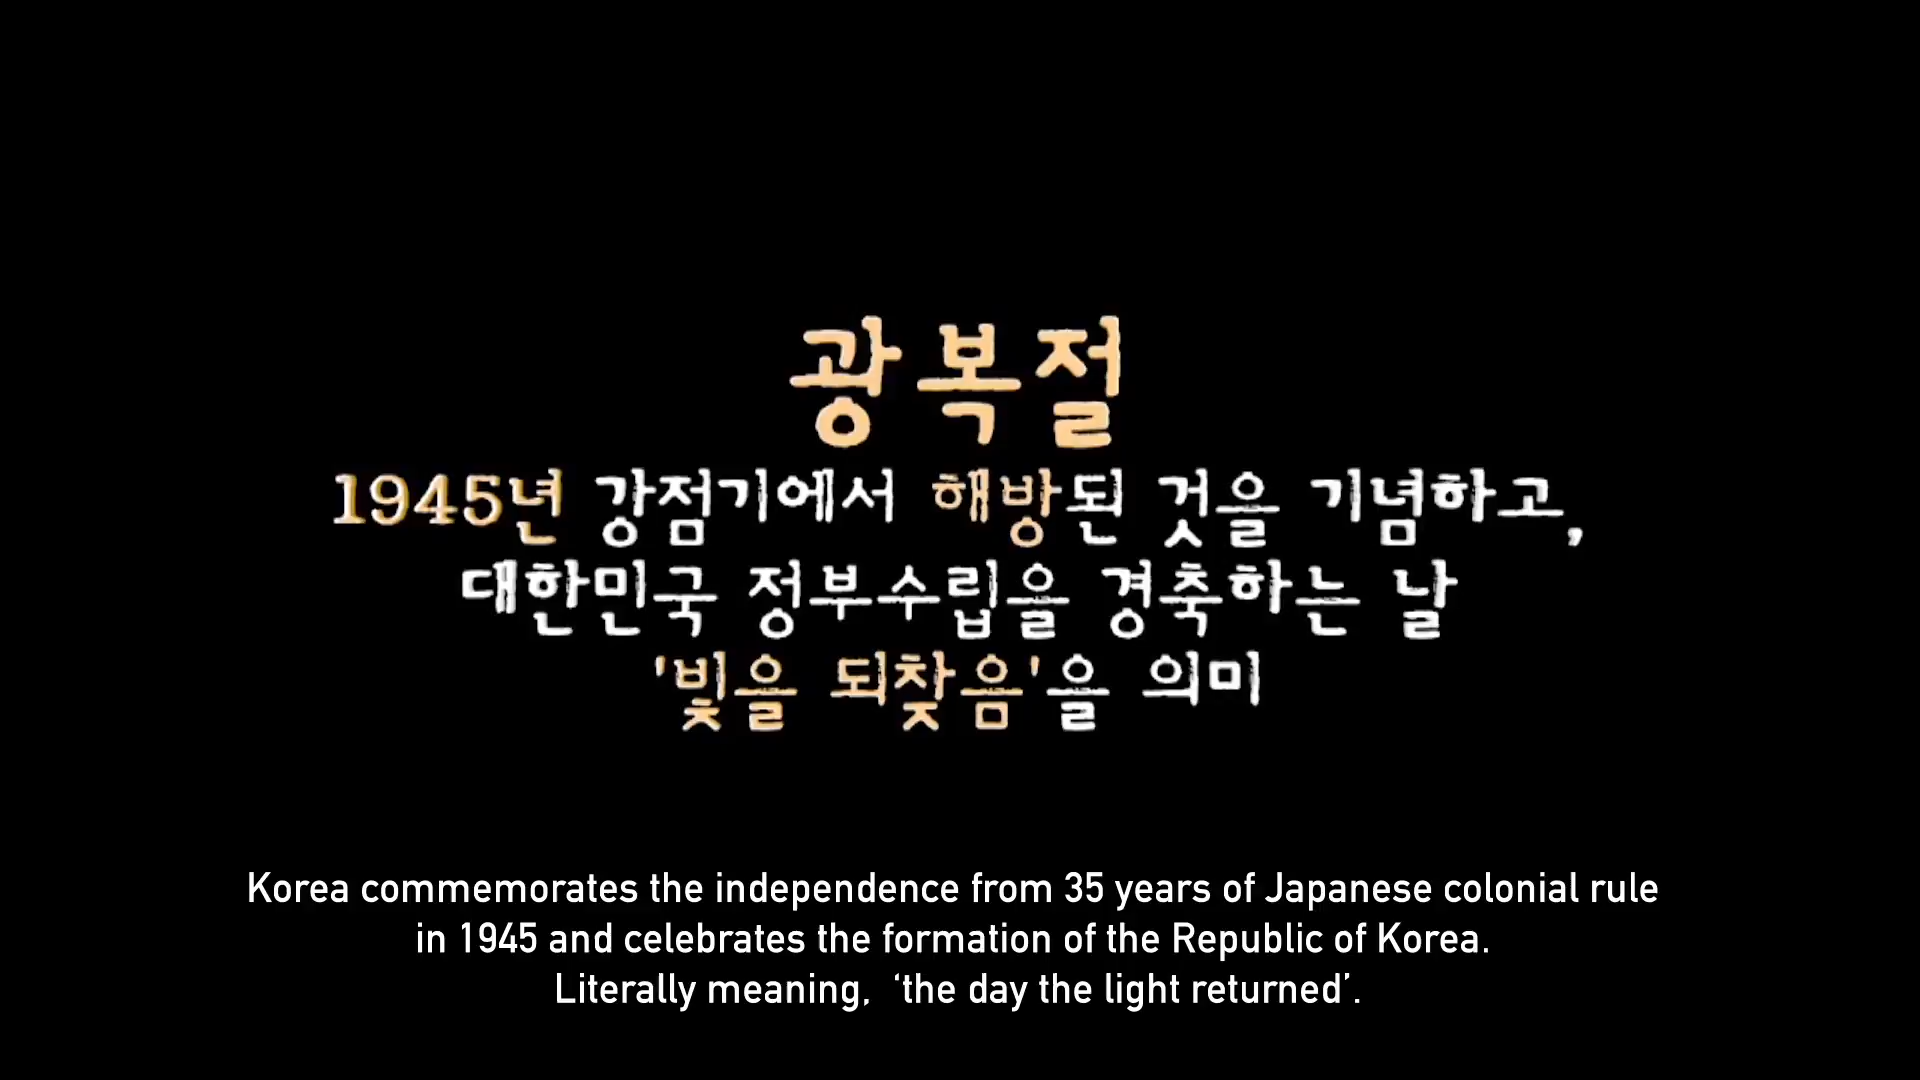 광복절
1945년 강점기에서 해방된 것을 기념하고,
대한민국 정부수립을 경축하는 날
'빛을 되찾음'을 의미
Korea commemorates the independence from 35 years of Japanese colonial rule
in 1945 and celebrates the formation of the Republic of Korea.
Literally meaning,  ‘the day the light returned’.